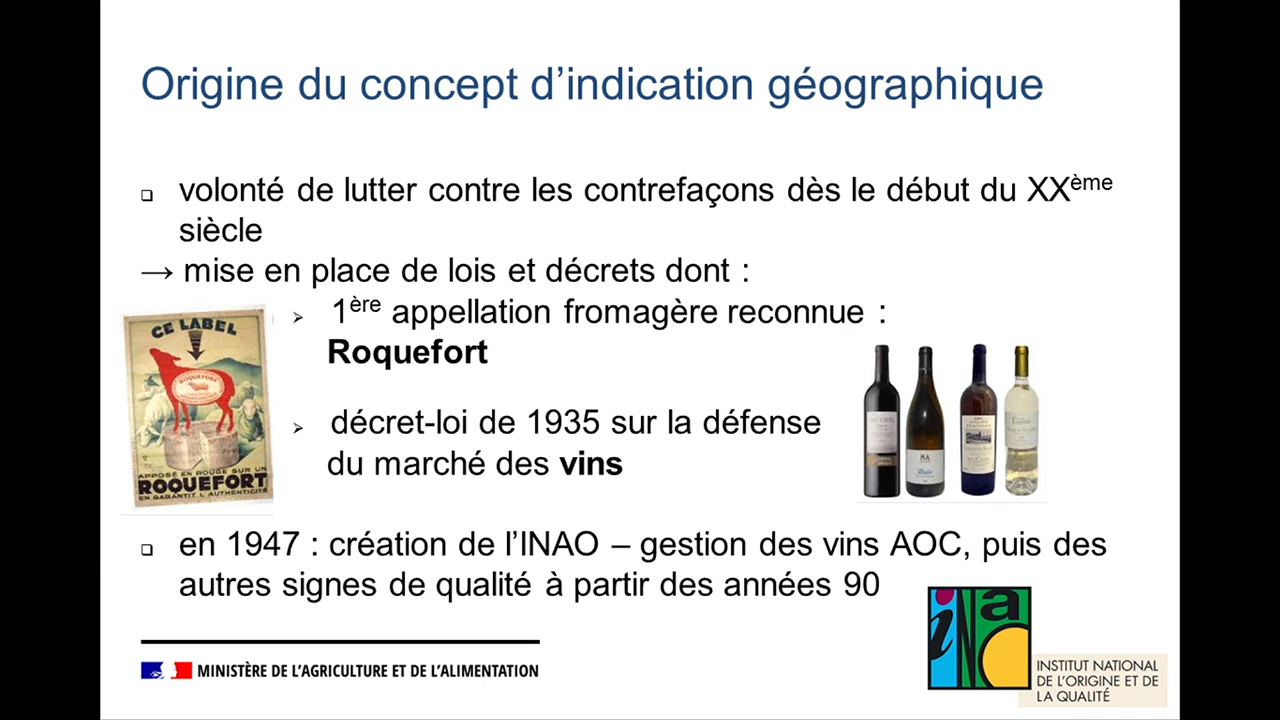 Origine du concept d’indication géographique
❑ volonté de lutter contre les contrefaçons dès le début du XXème
siècle
→ mise en place de lois et décrets dont :
➢ 1ère appellation fromagère reconnue :
Roquefort
➢ décret-loi de 1935 sur la défense
du marché des vins
❑ en 1947 : création de l’INAO – gestion des vins AOC, puis des
autres signes de qualité à partir des années 90
CE LABEL
ROQUEFORT
APPOSÉ EN ROUGE SUR UN
ROQUEFORT
EN GARANTIT L'AUTHENTICITÉ
MINISTÈRE DE L’AGRICULTURE ET DE L’ALIMENTATION
iNao
INSTITUT NATIONAL
DE L’ORIGINE ET DE
LA QUALITÉ